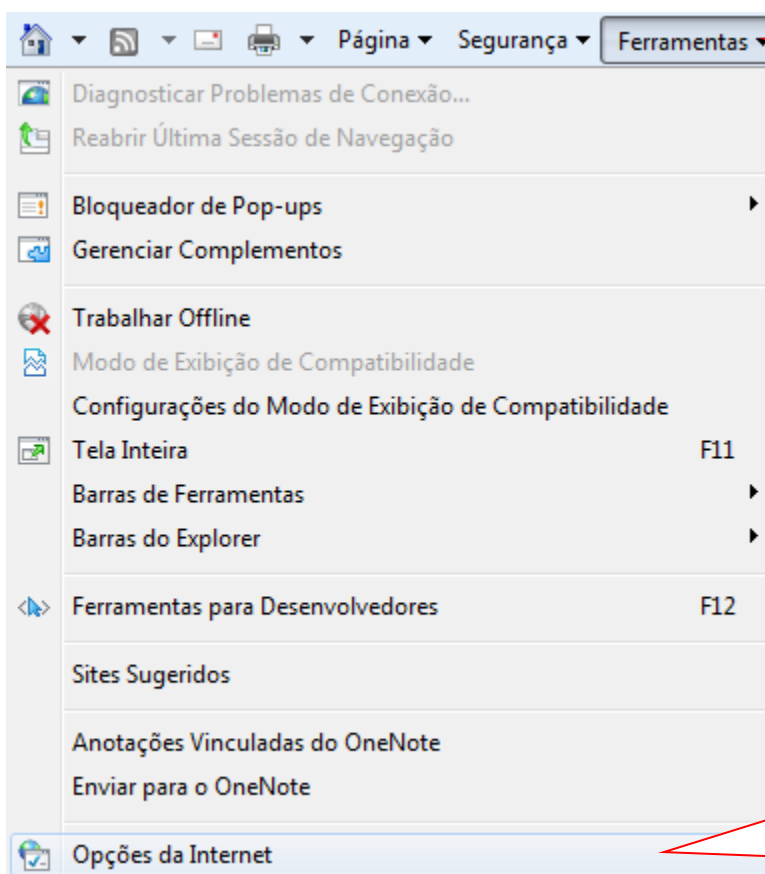 Página Segurança Ferramentas
Diagnosticar Problemas de Conexão...
Reabrir Última Sessão de Navegação
Bloqueador de Pop-ups
Gerenciar Complementos
Trabalhar Offline
Modo de Exibição de Compatibilidade
Configurações do Modo de Exibição de Compatibilidade
Tela Inteira F11
Barras de Ferramentas
Barras do Explorer
Ferramentas para Desenvolvedores F12
Sites Sugeridos
Anotações Vinculadas do OneNote
Enviar para o OneNote
Opções da Internet